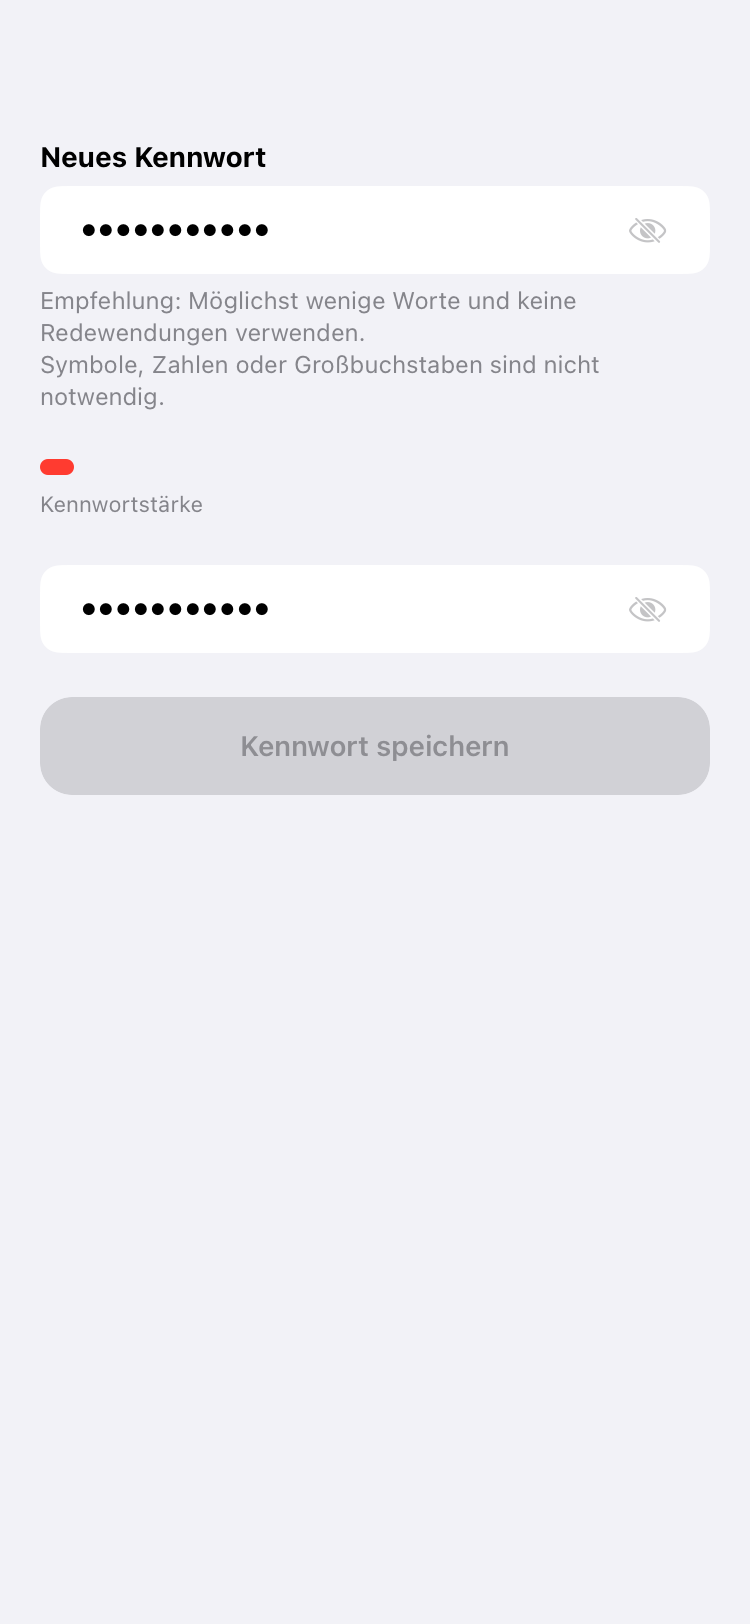 Neues Kennwort
•••••••••••
Empfehlung: Möglichst wenige Worte und keine
Redewendungen verwenden.
Symbole, Zahlen oder Großbuchstaben sind nicht
notwendig.
Kennwortstärke
•••••••••••
Kennwort speichern